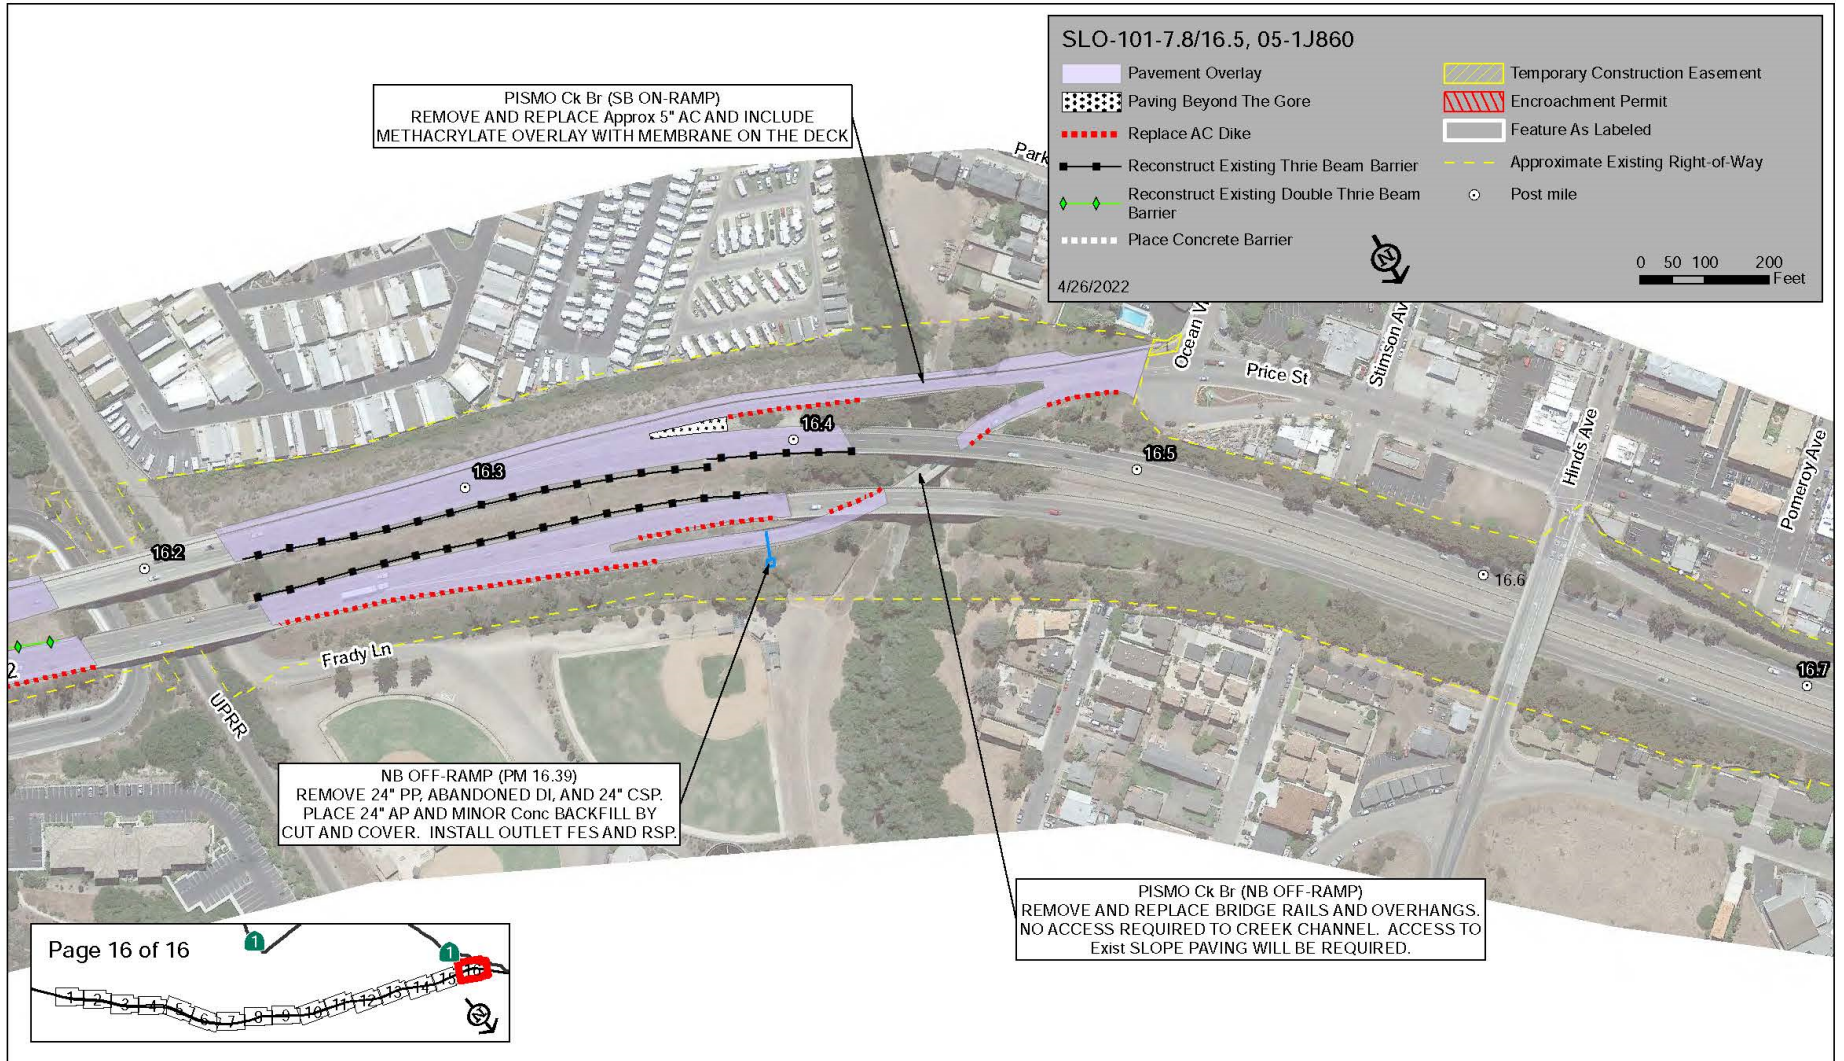 SLO-101-7.8/16.5, 05-1J860
Pavement Overlay
Paving Beyond The Gore
Replace AC Dike
Reconstruct Existing Thrie Beam Barrier
Reconstruct Existing Double Thrie Beam
Barrier
Place Concrete Barrier
4/26/2022
Temporary Construction Easement
Encroachment Permit
Feature As Labeled
Approximate Existing Right-of-Way
Post mile
N
0 50 100 200
Feet
PISMO Ck Br (SB ON-RAMP)
REMOVE AND REPLACE Approx 5" AC AND INCLUDE
METHACRYLATE OVERLAY WITH MEMBRANE ON THE DECK
Park
Ocean V
Price St
Stimson Av
Hinds Ave
Pomeroy Ave
16.2
16.3
16.4
16.5
16.6
16.7
2
Frady Ln
UPRR
NB OFF-RAMP (PM 16.39)
REMOVE 24" PP, ABANDONED DI, AND 24" CSP.
PLACE 24" AP AND MINOR Conc BACKFILL BY
CUT AND COVER. INSTALL OUTLET FES AND RSP.
PISMO Ck Br (NB OFF-RAMP)
REMOVE AND REPLACE BRIDGE RAILS AND OVERHANGS.
NO ACCESS REQUIRED TO CREEK CHANNEL. ACCESS TO
Exist SLOPE PAVING WILL BE REQUIRED.
Page 16 of 16
1
1
1 2 3 4 5 6 7 8 9 10 11 12 13 14 15 16
N